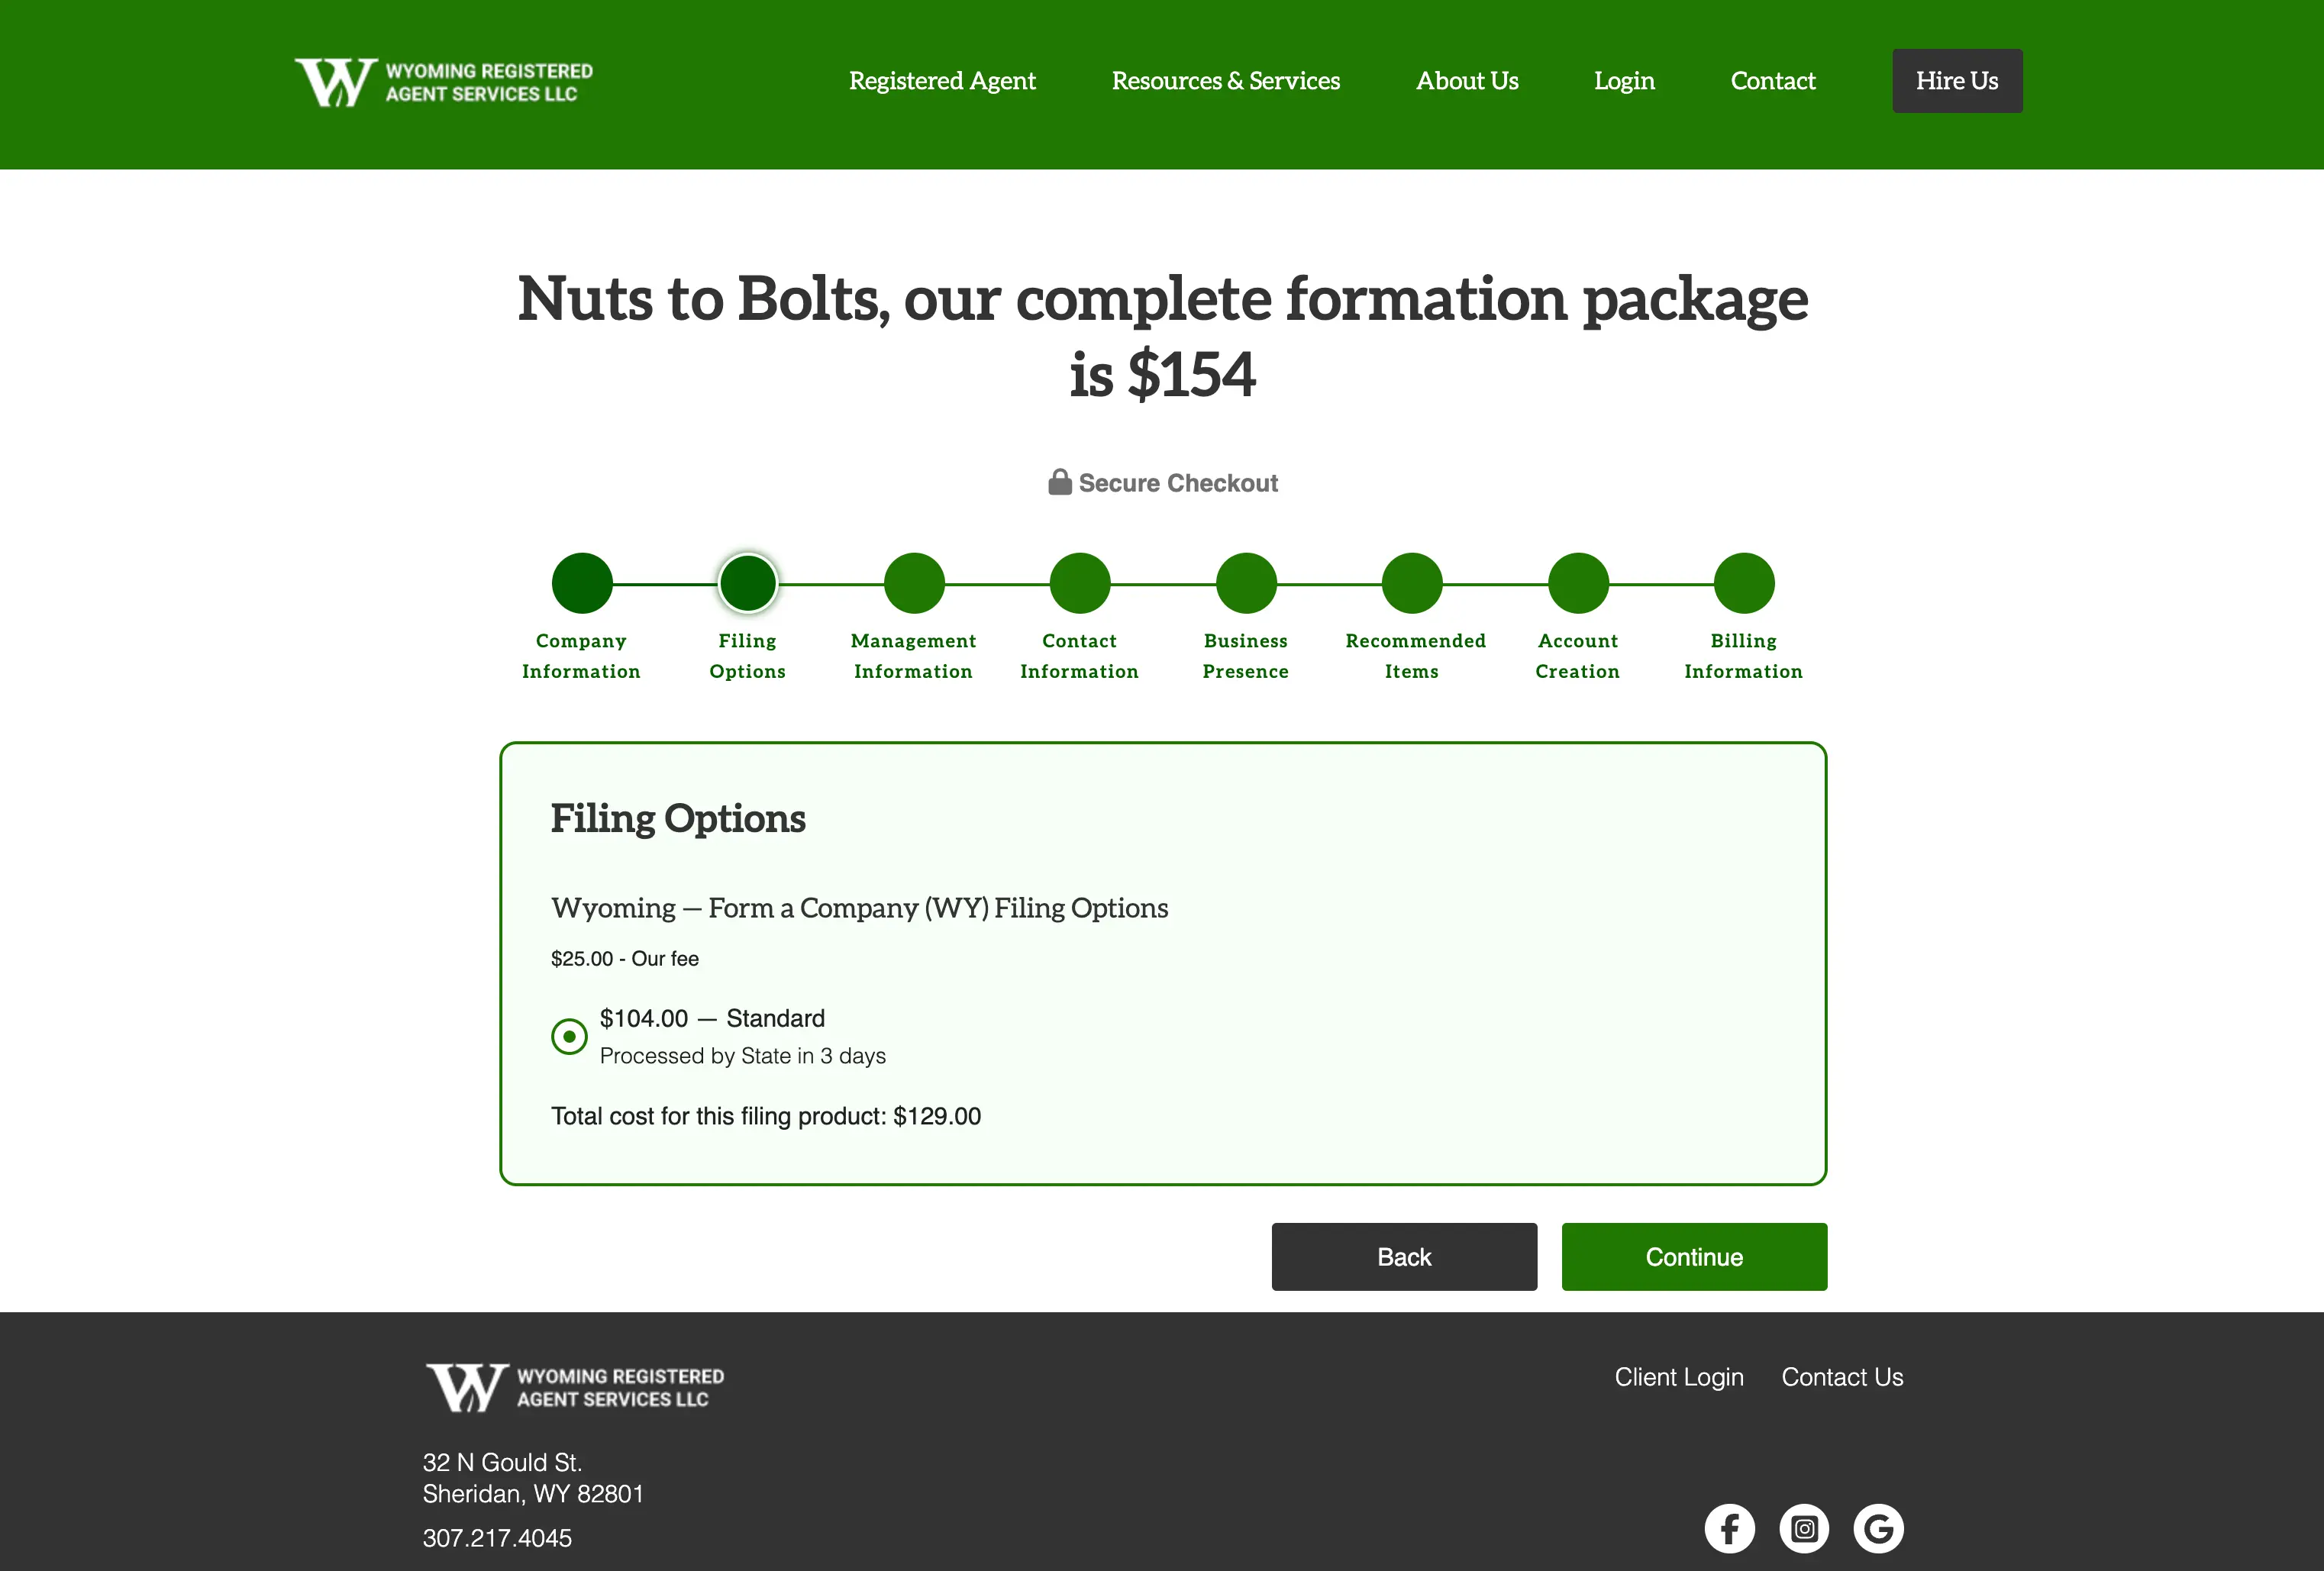 WYOMING REGISTERED
AGENT SERVICES LLC
Registered Agent
Resources & Services
About Us
Login
Contact
Hire Us
Nuts to Bolts, our complete formation package
is $154
Secure Checkout
Company
Information
Filing
Options
Management
Information
Contact
Information
Business
Presence
Recommended
Items
Account
Creation
Billing
Information
Filing Options
Wyoming — Form a Company (WY) Filing Options
$25.00 - Our fee
$104.00 — Standard
Processed by State in 3 days
Total cost for this filing product: $129.00
Back
Continue
WYOMING REGISTERED
AGENT SERVICES LLC
Client Login
Contact Us
32 N Gould St.
Sheridan, WY 82801
307.217.4045